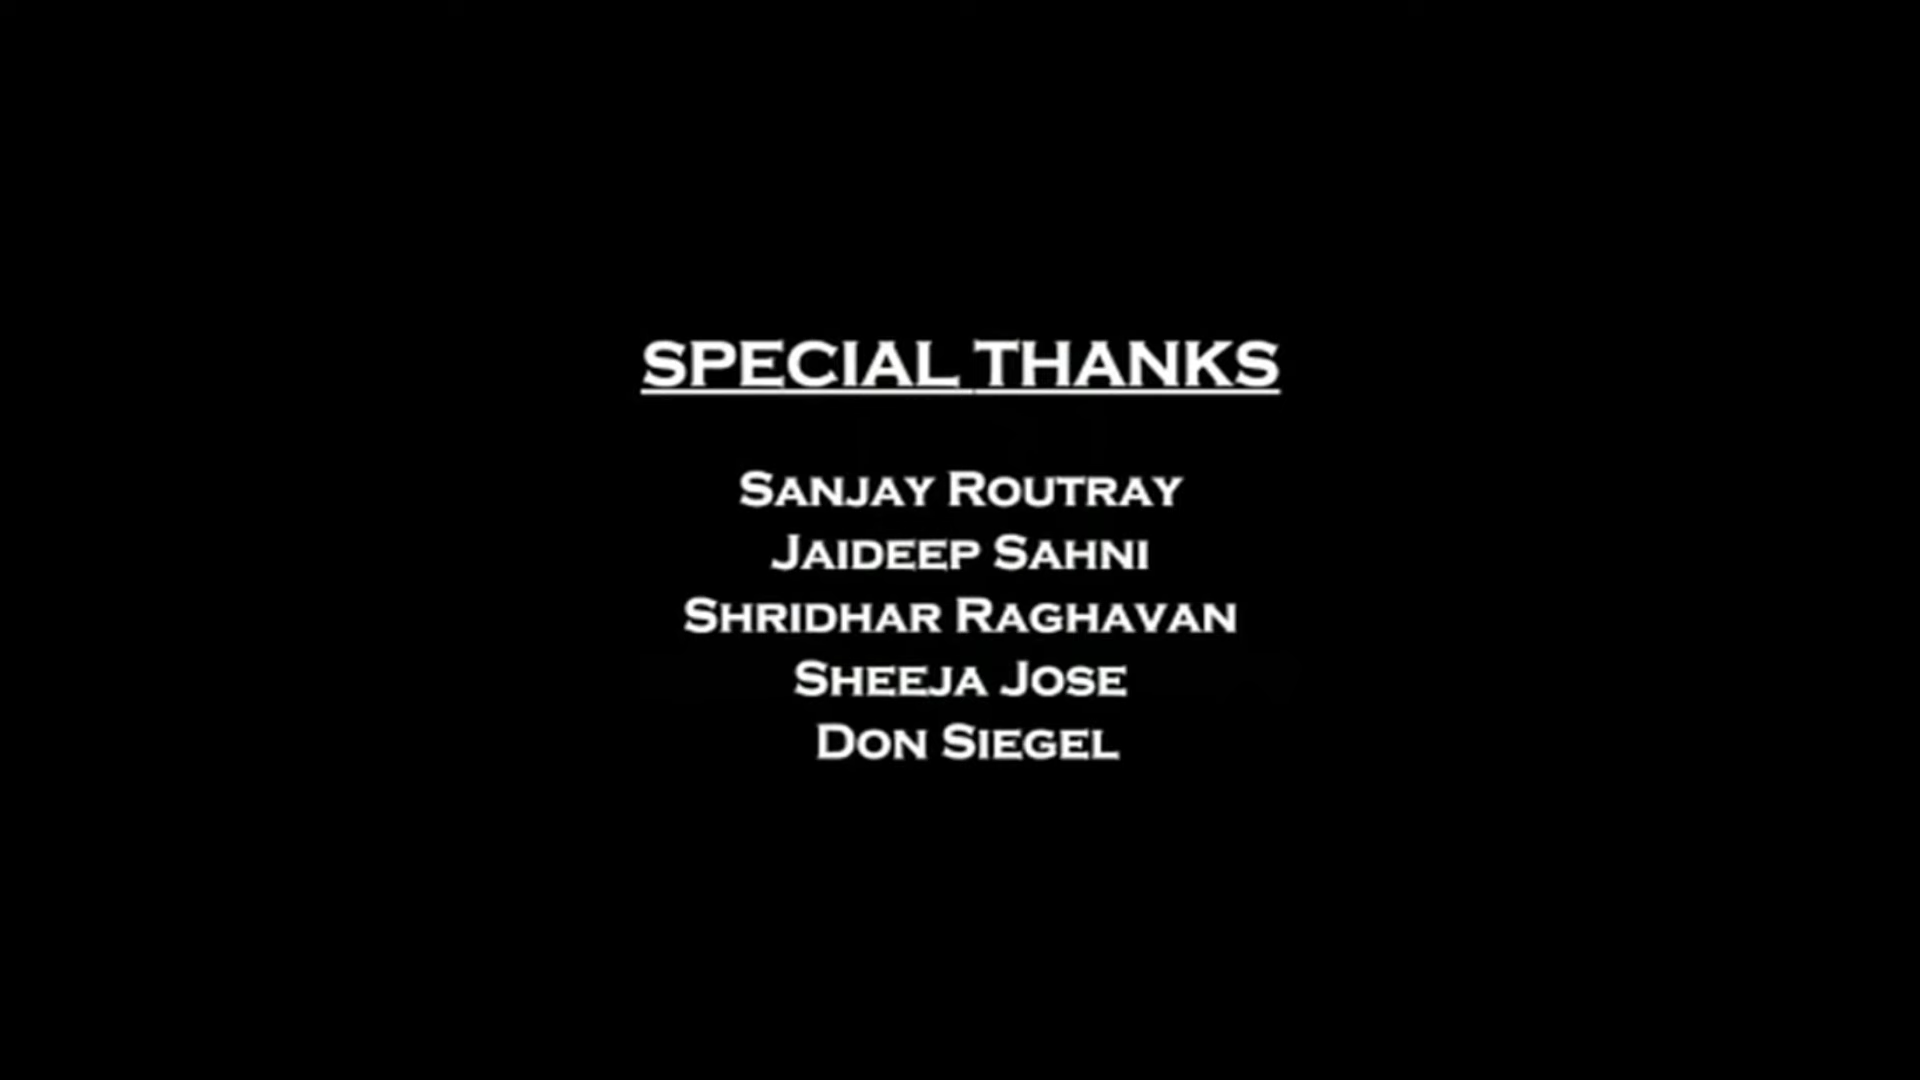 SPECIAL THANKS
Sanjay Routray
Jaideep Sahni
Shridhar Raghavan
Sheeja Jose
Don Siegel